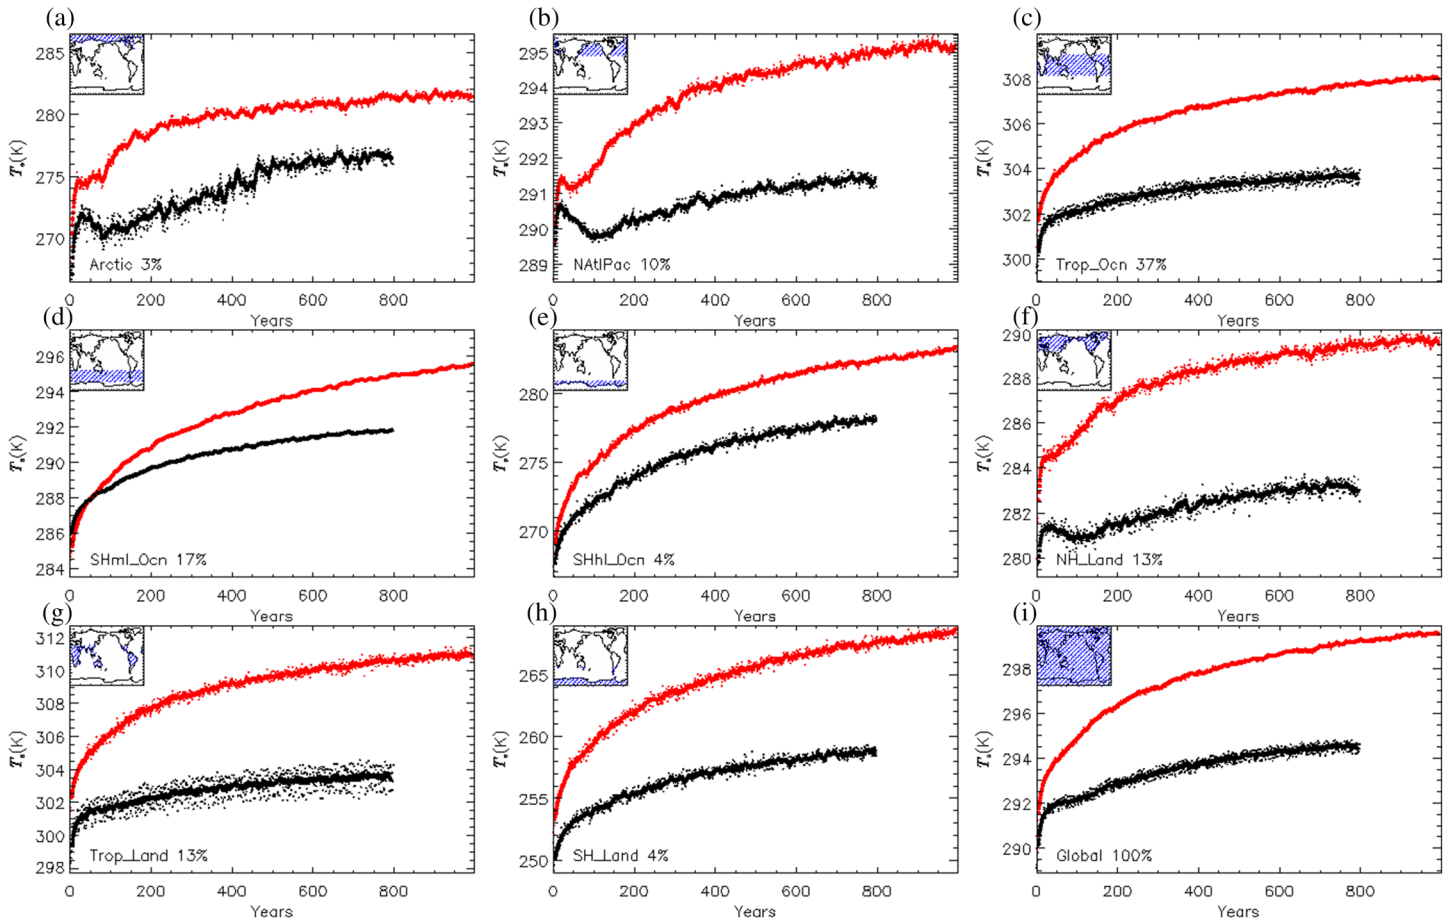 (a)
285
280
275
270
Tₛ(K)
Arctic 3%
0 200 400 600 800
Years
(b)
295
294
293
292
291
290
289
Tₛ(K)
NAtlPac 10%
0 200 400 600 800
Years
(c)
308
306
304
302
300
Tₛ(K)
Trop_Ocn 37%
0 200 400 600 800
Years
(d)
296
294
292
290
288
286
284
Tₛ(K)
SHml_Ocn 17%
0 200 400 600 800
Years
(e)
280
275
270
Tₛ(K)
SHhl_Ocn 4%
0 200 400 600 800
Years
(f)
290
288
286
284
282
280
Tₛ(K)
NH_Land 13%
0 200 400 600 800
Years
(g)
312
310
308
306
304
302
300
298
Tₛ(K)
Trop_Land 13%
0 200 400 600 800
Years
(h)
265
260
255
250
Tₛ(K)
SH_Land 4%
0 200 400 600 800
Years
(i)
298
296
294
292
290
Tₛ(K)
Global 100%
0 200 400 600 800
Years